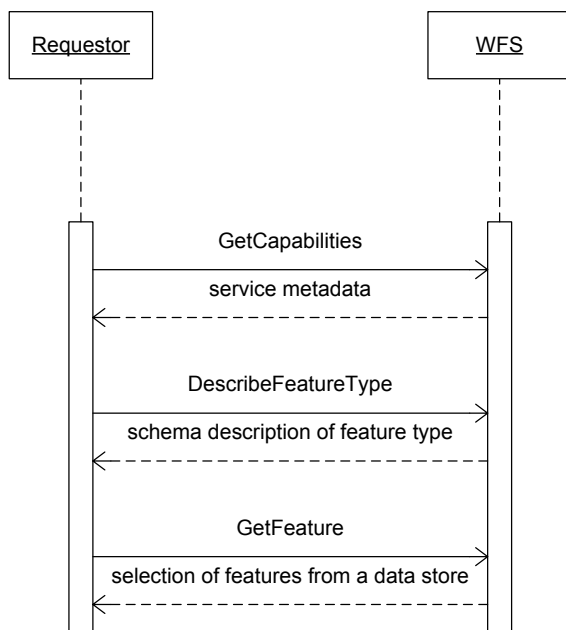 Requestor
WFS
GetCapabilities
service metadata
DescribeFeatureType
schema description of feature type
GetFeature
selection of features from a data store